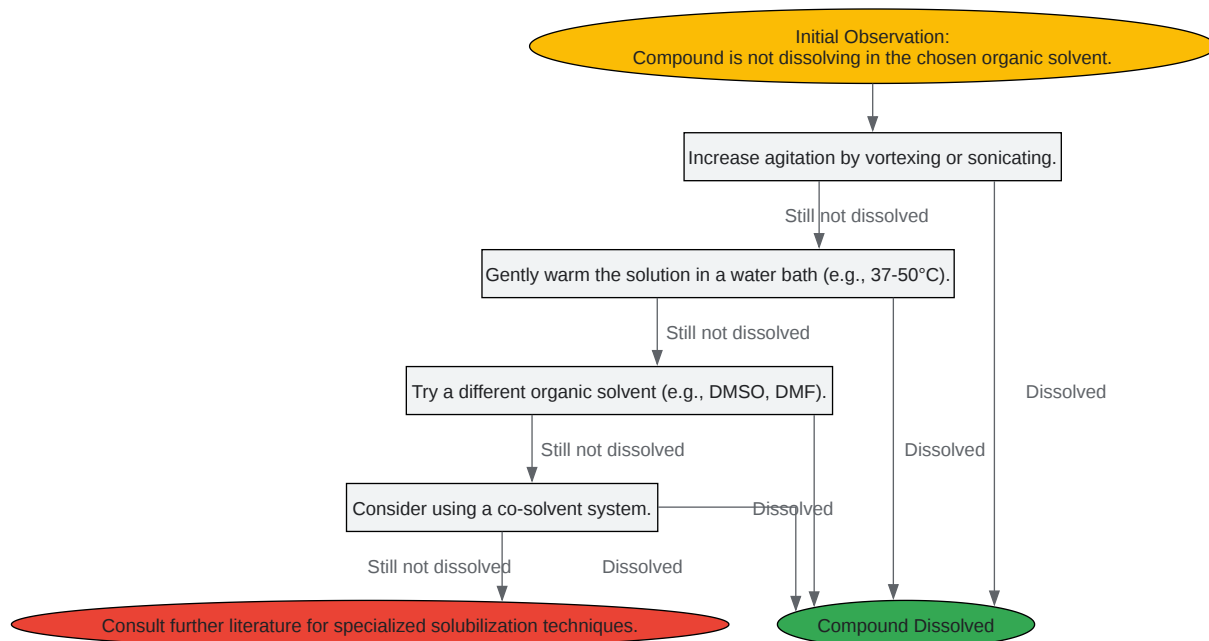 Initial Observation:
Compound is not dissolving in the chosen organic solvent.
Increase agitation by vortexing or sonicating.
Still not dissolved
Gently warm the solution in a water bath (e.g., 37-50°C).
Still not dissolved
Try a different organic solvent (e.g., DMSO, DMF).
Dissolved
Still not dissolved
Dissolved
Consider using a co-solvent system.
Dissolved
Still not dissolved
Dissolved
Consult further literature for specialized solubilization techniques.
Compound Dissolved